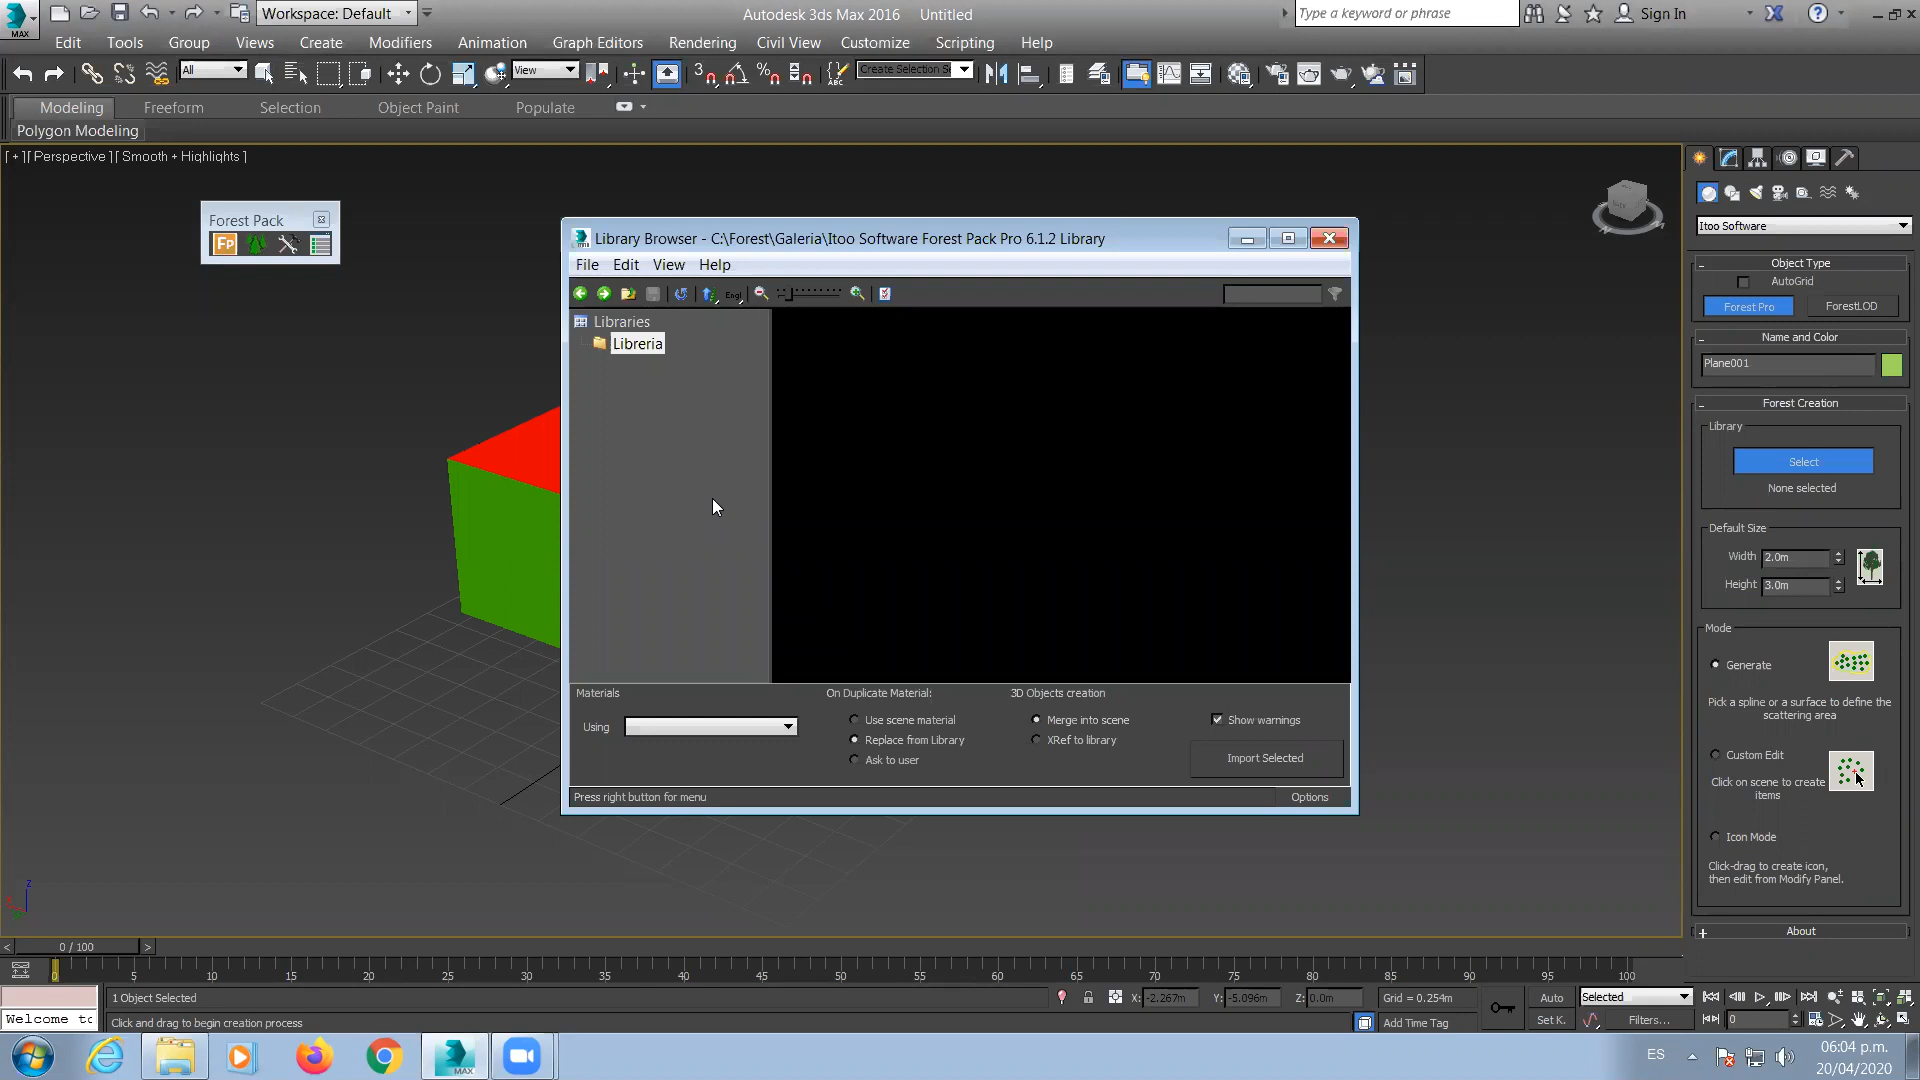 Workspace: Default
Autodesk 3ds Max 2016 Untitled
Type a keyword or phrase
Sign In
MAX
Edit Tools Group Views Create Modifiers Animation Graph Editors Rendering Civil View Customize Scripting Help
All
View
3
ABC
Create Selection S
Modeling Freeform Selection Object Paint Populate
Polygon Modeling
[ + ][ Perspective ][ Smooth + Highlights ]
Forest Pack
Fp
Library Browser - C:\Forest\Galeria\Itoo Software Forest Pack Pro 6.1.2 Library
File Edit View Help
Engl
Libraries
Libreria
Materials
Using
On Duplicate Material:
Use scene material
Replace from Library
Ask to user
3D Objects creation
Merge into scene
XRef to library
Show warnings
Import Selected
Press right button for menu
Options
Itoo Software
Object Type
AutoGrid
Forest Pro ForestLOD
Name and Color
Plane001
Forest Creation
Library
Select
None selected
Default Size
Width 2.0m
Height 3.0m
Mode
Generate
Pick a spline or a surface to define the
scattering area
Custom Edit
Click on scene to create
items
Icon Mode
Click-drag to create icon,
then edit from Modify Panel.
+ About
z
< 0 / 100 >
0 5 10 15 20 25 30 35 40 45 50 55 60 65 70 75 80 85 90 95 100
1 Object Selected
X: -2.267m Y: -5.096m Z: 0.0m Grid = 0.254m
Auto Selected
Welcome to
Click and drag to begin creation process
Add Time Tag
Set K. Filters... 0
MAX
ES
06:04 p.m.
20/04/2020